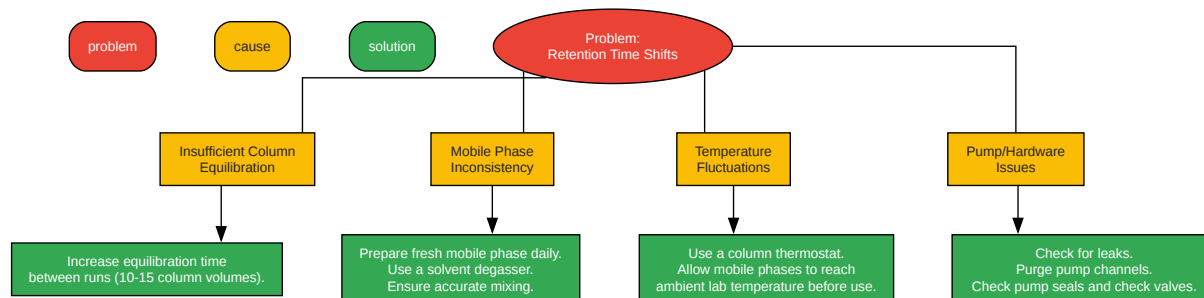 problem
cause
solution
Problem:
Retention Time Shifts
Insufficient Column
Equilibration
Mobile Phase
Inconsistency
Temperature
Fluctuations
Pump/Hardware
Issues
Increase equilibration time
between runs (10-15 column volumes).
Prepare fresh mobile phase daily.
Use a solvent degasser.
Ensure accurate mixing.
Use a column thermostat.
Allow mobile phases to reach
ambient lab temperature before use.
Check for leaks.
Purge pump channels.
Check pump seals and check valves.